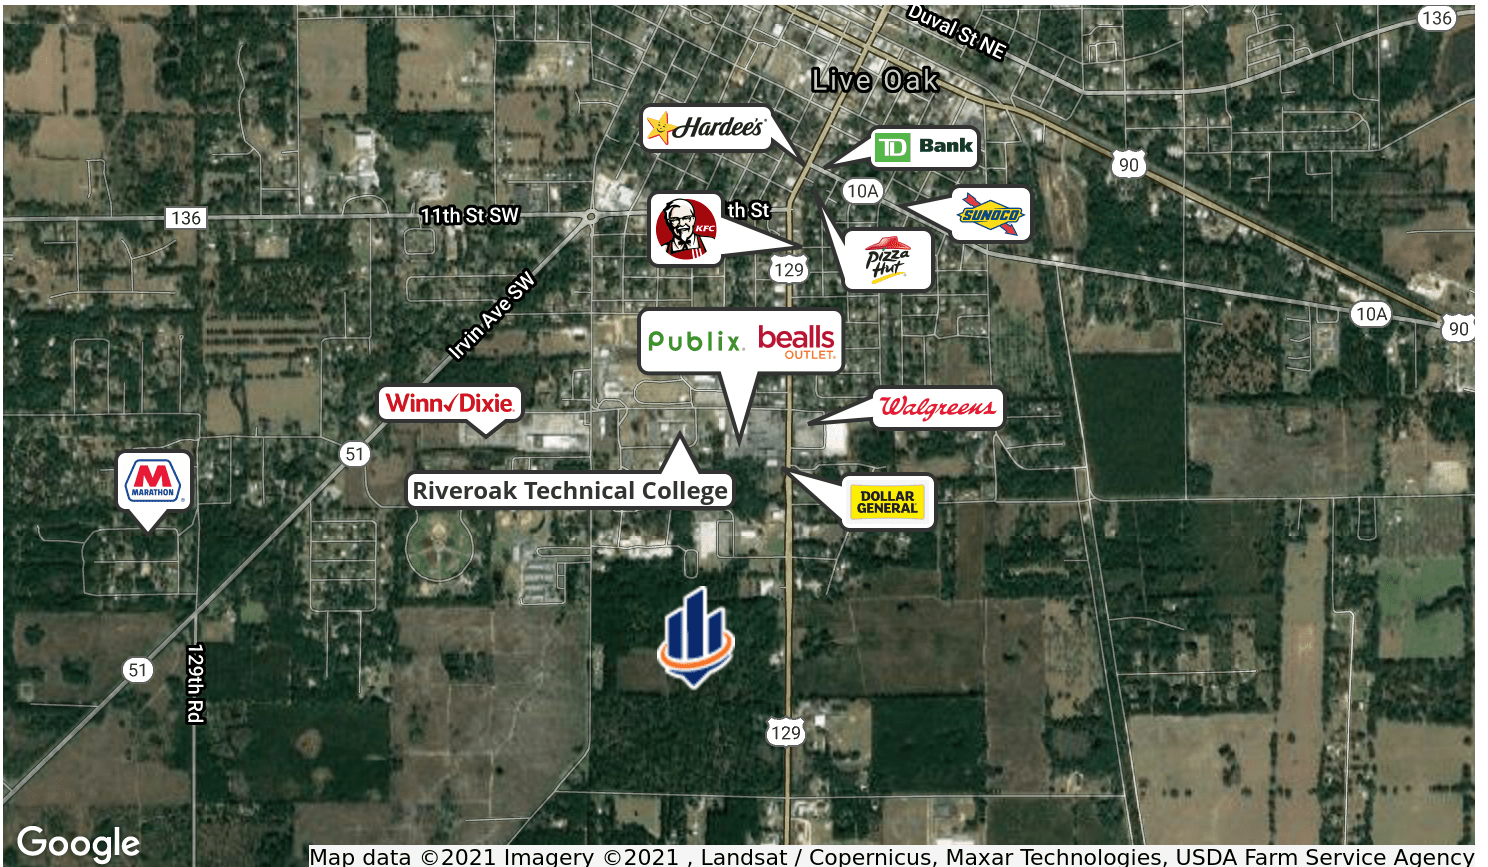 Duval St NE
136
Live Oak
Hardee's
TD Bank
90
10A
136
11th St SW
th St
KFC
SUNOCO
Pizza Hut
129
Irvin Ave SW
10A
90
Publix.
bealls
OUTLET.
Winn✓Dixie
Walgreens
51
M
MARATHON
Riveroak Technical College
DOLLAR
GENERAL
51
129th Rd
129
Google
Map data ©2021 Imagery ©2021 , Landsat / Copernicus, Maxar Technologies, USDA Farm Service Agency